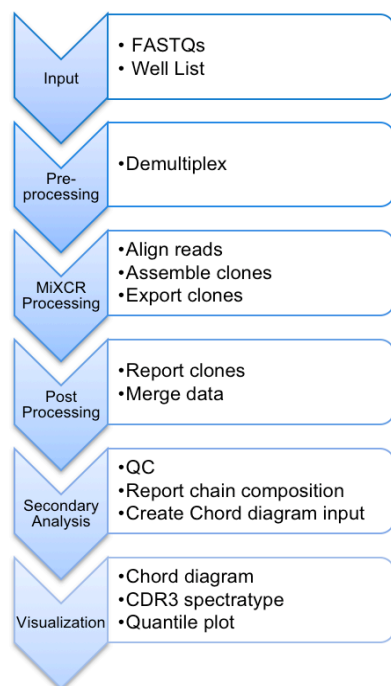 Input
•FASTQs
•Well List
Pre-
processing
•Demultiplex
MiXCR
Processing
•Align reads
•Assemble clones
•Export clones
Post
Processing
•Report clones
•Merge data
Secondary
Analysis
•QC
•Report chain composition
•Create Chord diagram input
Visualization
•Chord diagram
•CDR3 spectratype
•Quantile plot